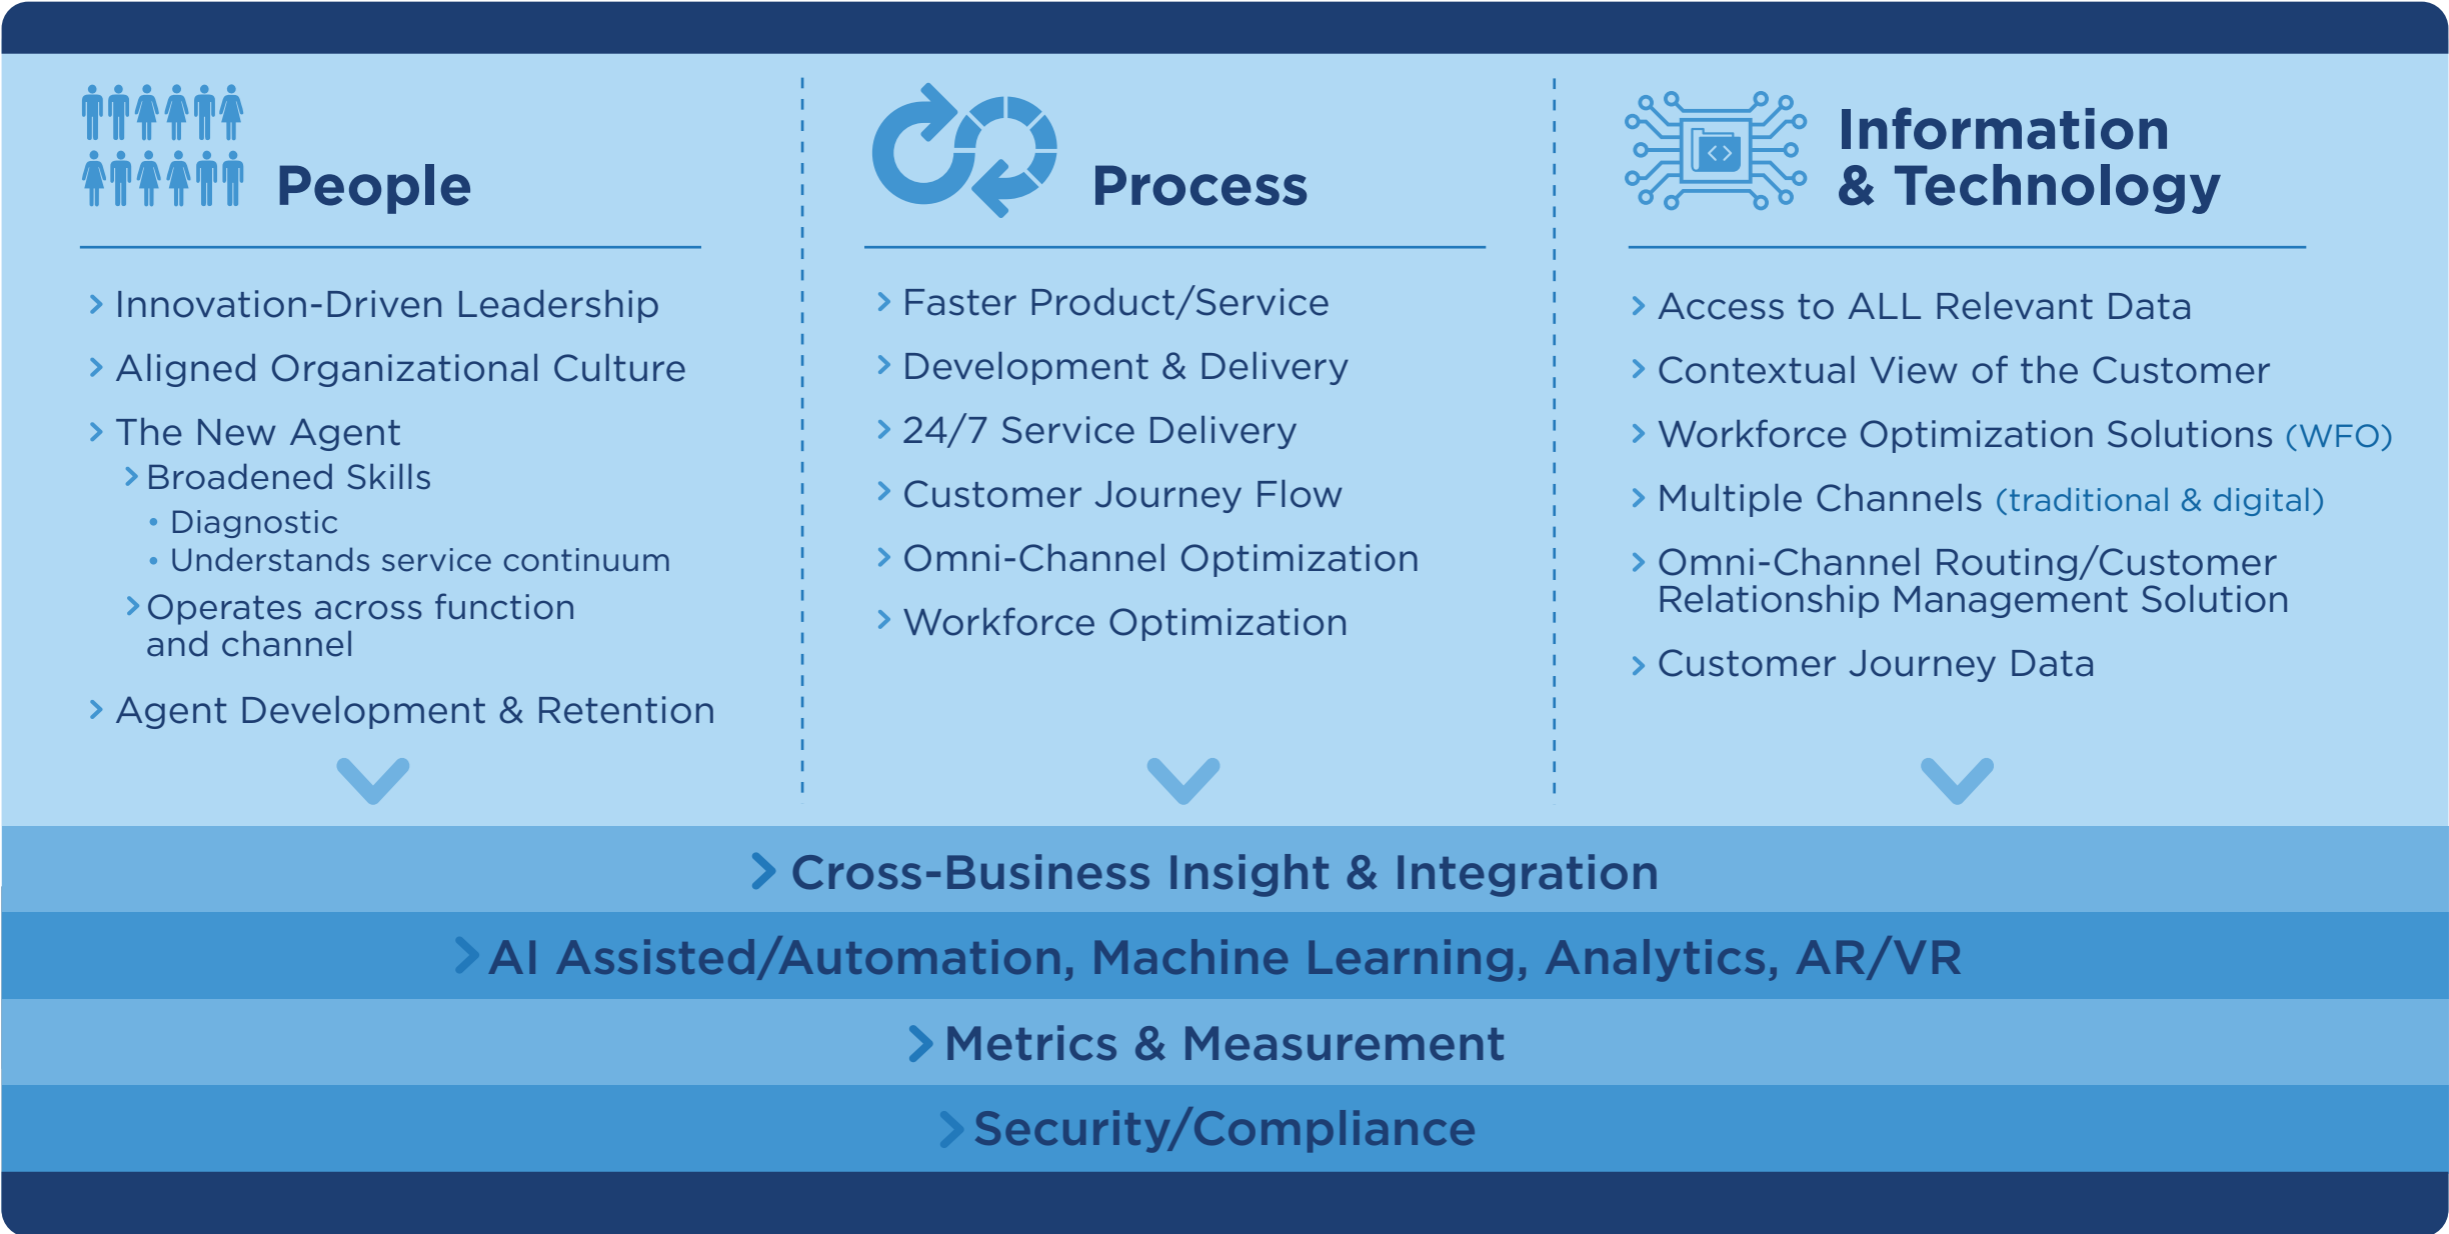 People
Innovation-Driven Leadership
Aligned Organizational Culture
The New Agent
Broadened Skills
Diagnostic
Understands service continuum
Operates across function
and channel
Agent Development & Retention
Process
Faster Product/Service
Development & Delivery
24/7 Service Delivery
Customer Journey Flow
Omni-Channel Optimization
Workforce Optimization
Information
& Technology
Access to ALL Relevant Data
Contextual View of the Customer
Workforce Optimization Solutions (WFO)
Multiple Channels (traditional & digital)
Omni-Channel Routing/Customer
Relationship Management Solution
Customer Journey Data
Cross-Business Insight & Integration
AI Assisted/Automation, Machine Learning, Analytics, AR/VR
Metrics & Measurement
Security/Compliance